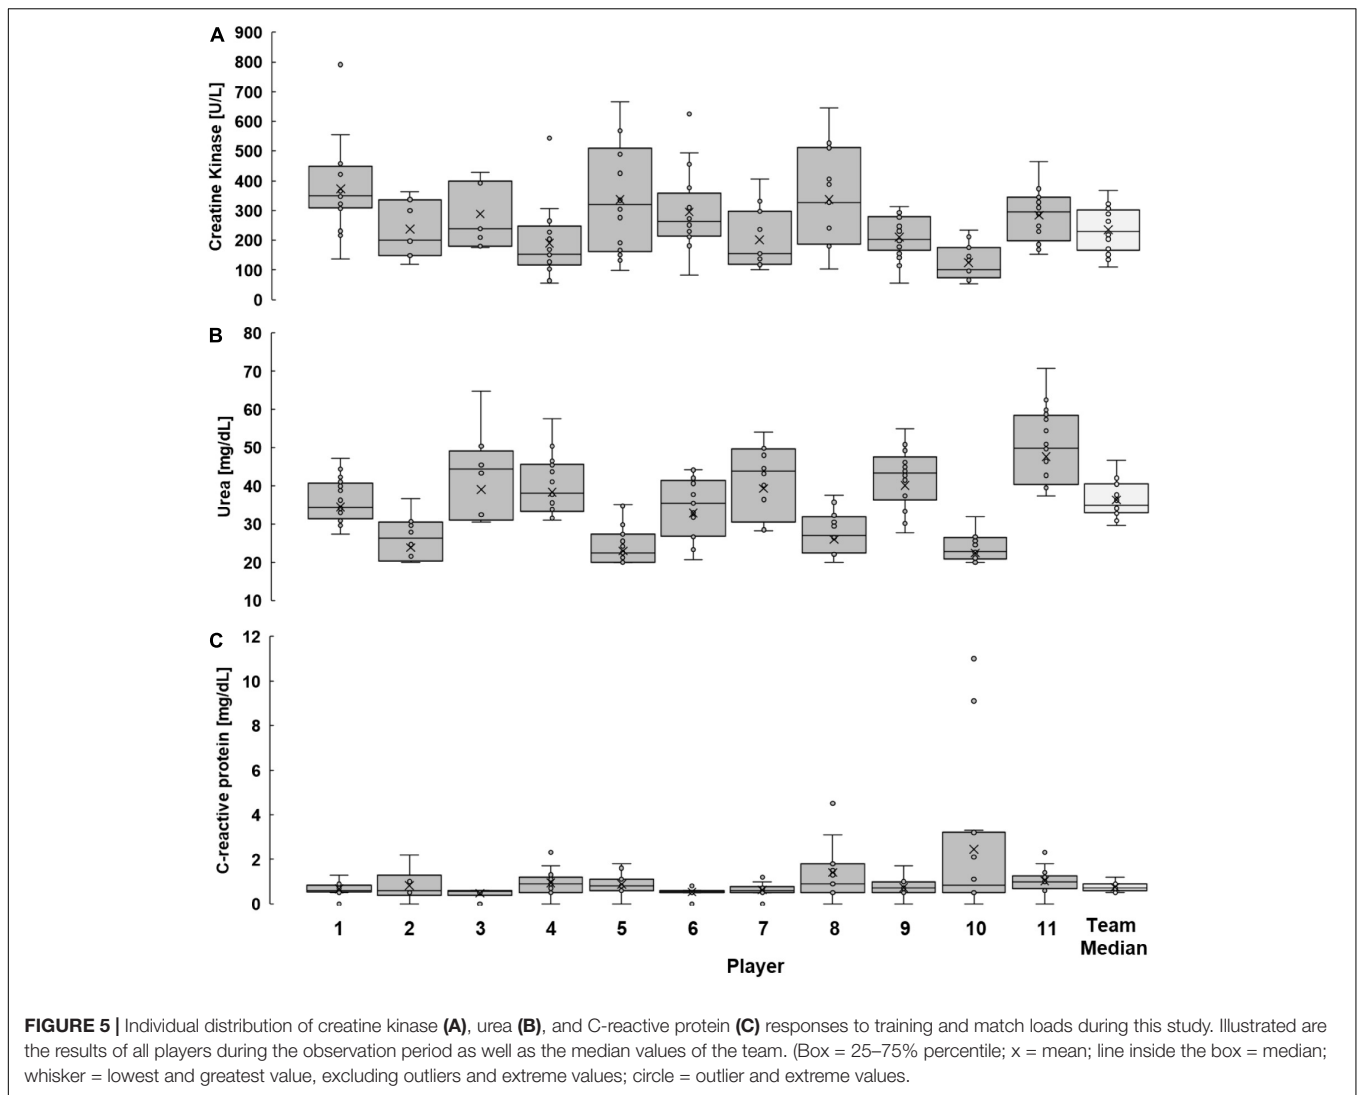 A
900
800
700
600
500
400
300
200
100
0
Creatine Kinase [U/L]
B
80
70
60
50
40
30
20
10
Urea [mg/dL]
C
12
10
8
6
4
2
0
C-reactive protein [mg/dL]
1 2 3 4 5 6 7 8 9 10 11 Team
Median
Player
FIGURE 5 | Individual distribution of creatine kinase (A), urea (B), and C-reactive protein (C) responses to training and match loads during this study. Illustrated are
the results of all players during the observation period as well as the median values of the team. (Box = 25–75% percentile; x = mean; line inside the box = median;
whisker = lowest and greatest value, excluding outliers and extreme values; circle = outlier and extreme values.